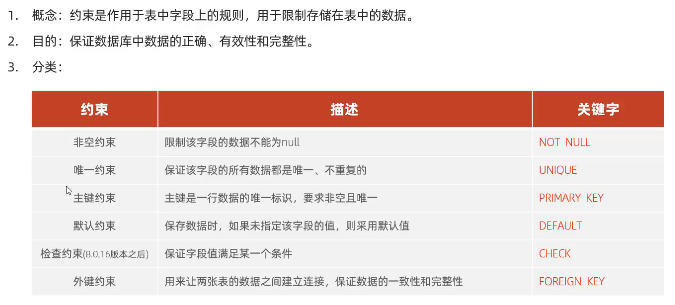 1. 概念：约束是作用于表中字段上的规则，用于限制存储在表中的数据。
2. 目的：保证数据库中数据的正确、有效性和完整性。
3. 分类：
约束 描述 关键字
非空约束 限制该字段的数据不能为null NOT NULL
唯一约束 保证该字段的所有数据都是唯一、不重复的 UNIQUE
主键约束 主键是一行数据的唯一标识，要求非空且唯一 PRIMARY KEY
默认约束 保存数据时，如果未指定该字段的值，则采用默认值 DEFAULT
检查约束(8.0.16版本之后) 保证字段值满足某一个条件 CHECK
外键约束 用来让两张表的数据之间建立连接，保证数据的一致性和完整性 FOREIGN KEY